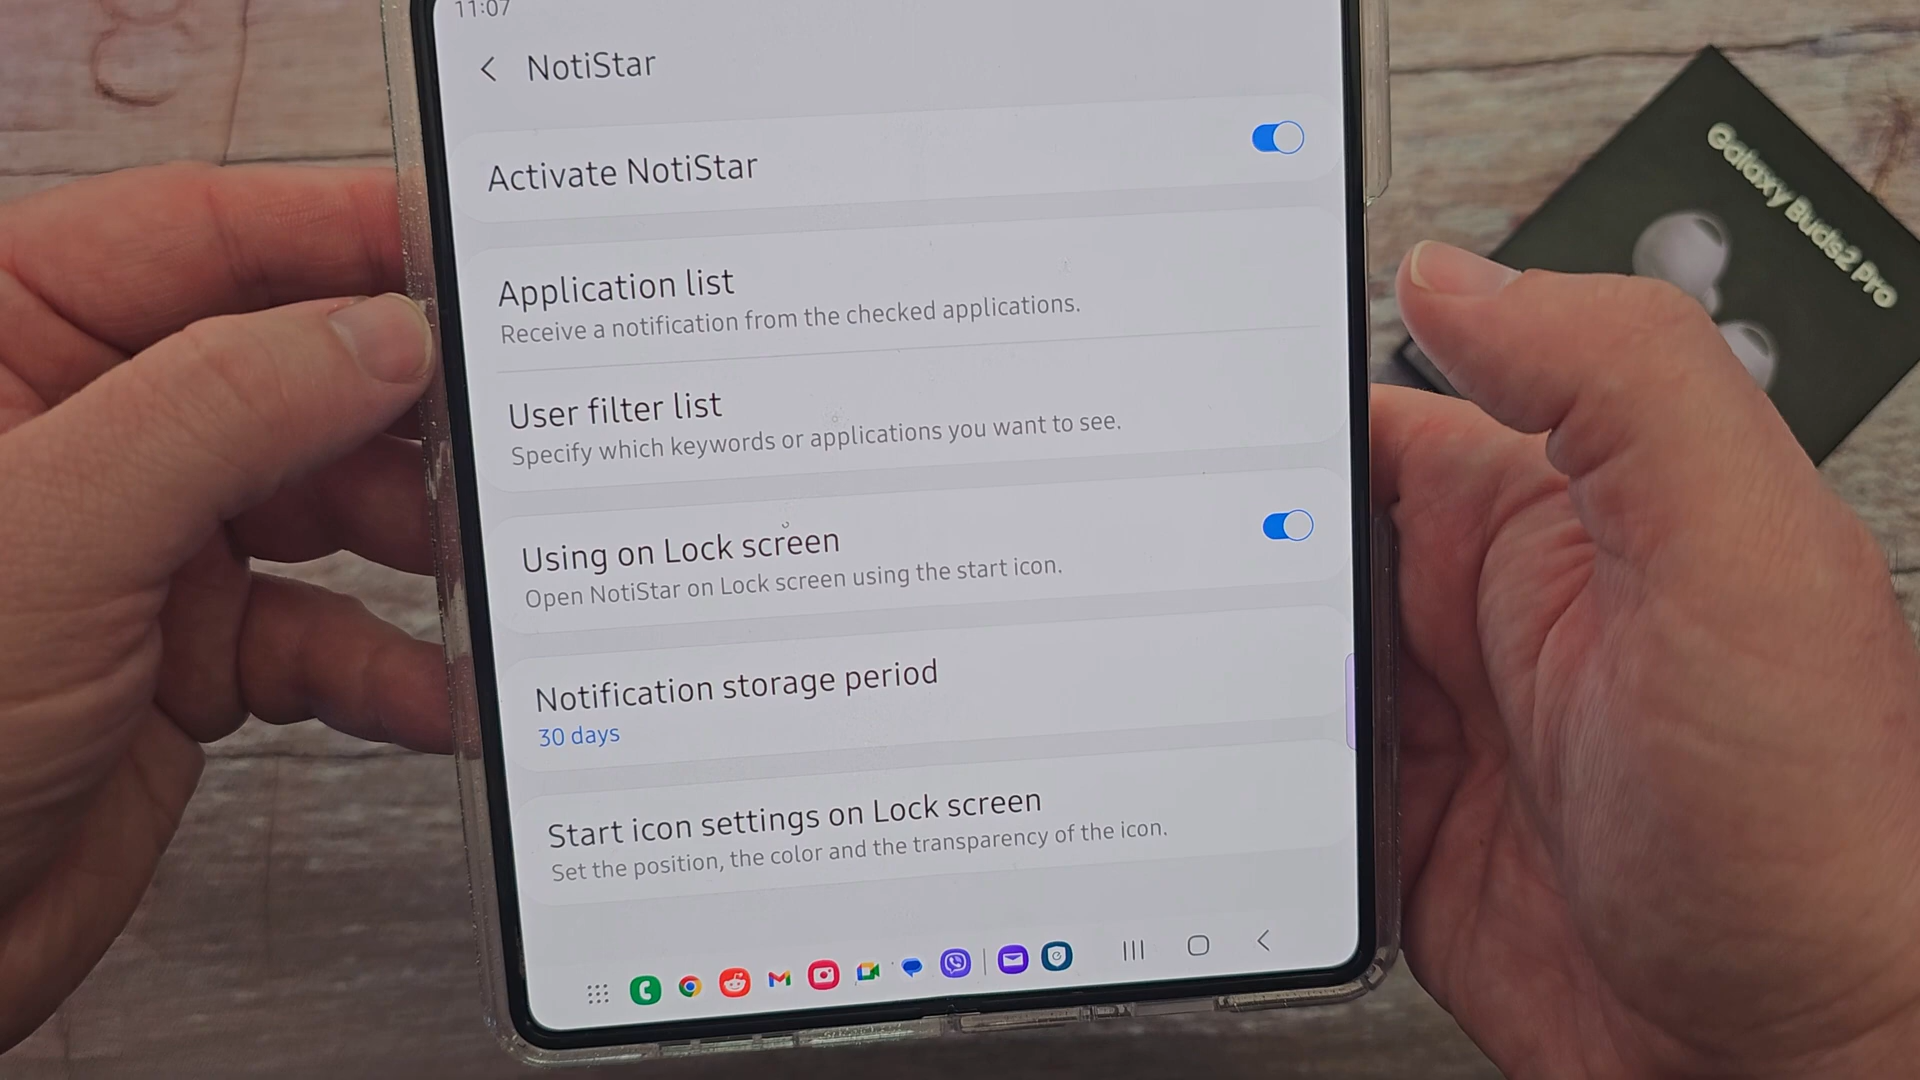 11:07
NotiStar
Activate NotiStar
Application list
Receive a notification from the checked applications.
User filter list
Specify which keywords or applications you want to see.
Using on Lock screen
Open NotiStar on Lock screen using the start icon.
Notification storage period
30 days
Start icon settings on Lock screen
Set the position, the color and the transparency of the icon.
Galaxy Buds2 Pro